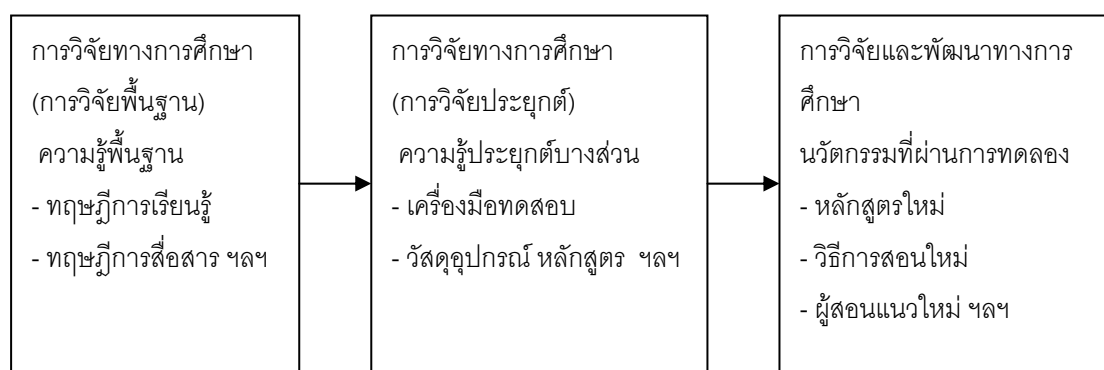 การวิจัยทางการศึกษา
(การวิจัยพื้นฐาน)
ความรู้พื้นฐาน
- ทฤษฎีการเรียนรู้
- ทฤษฎีการสื่อสาร ฯลฯ
การวิจัยทางการศึกษา
(การวิจัยประยุกต์)
ความรู้ประยุกต์บางส่วน
- เครื่องมือทดสอบ
- วัสดุอุปกรณ์ หลักสูตร ฯลฯ
การวิจัยและพัฒนาทางการ
ศึกษา
นวัตกรรมที่ผ่านการทดลอง
- หลักสูตรใหม่
- วิธีการสอนใหม่
- ผู้สอนแนวใหม่ ฯลฯ